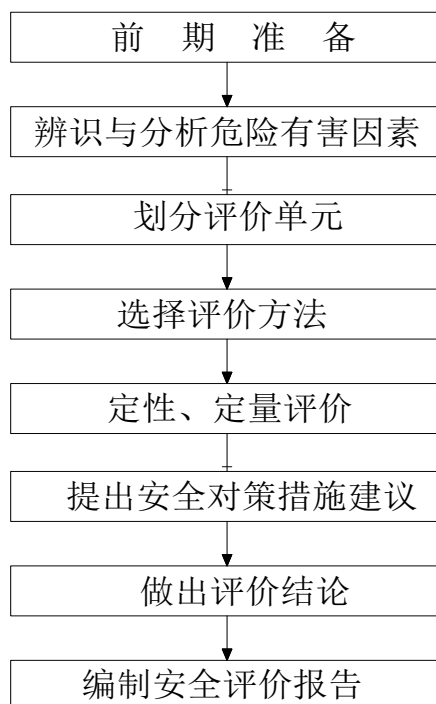 前 期 准 备
辨识与分析危险有害因素
划分评价单元
选择评价方法
定性、定量评价
提出安全对策措施建议
做出评价结论
编制安全评价报告